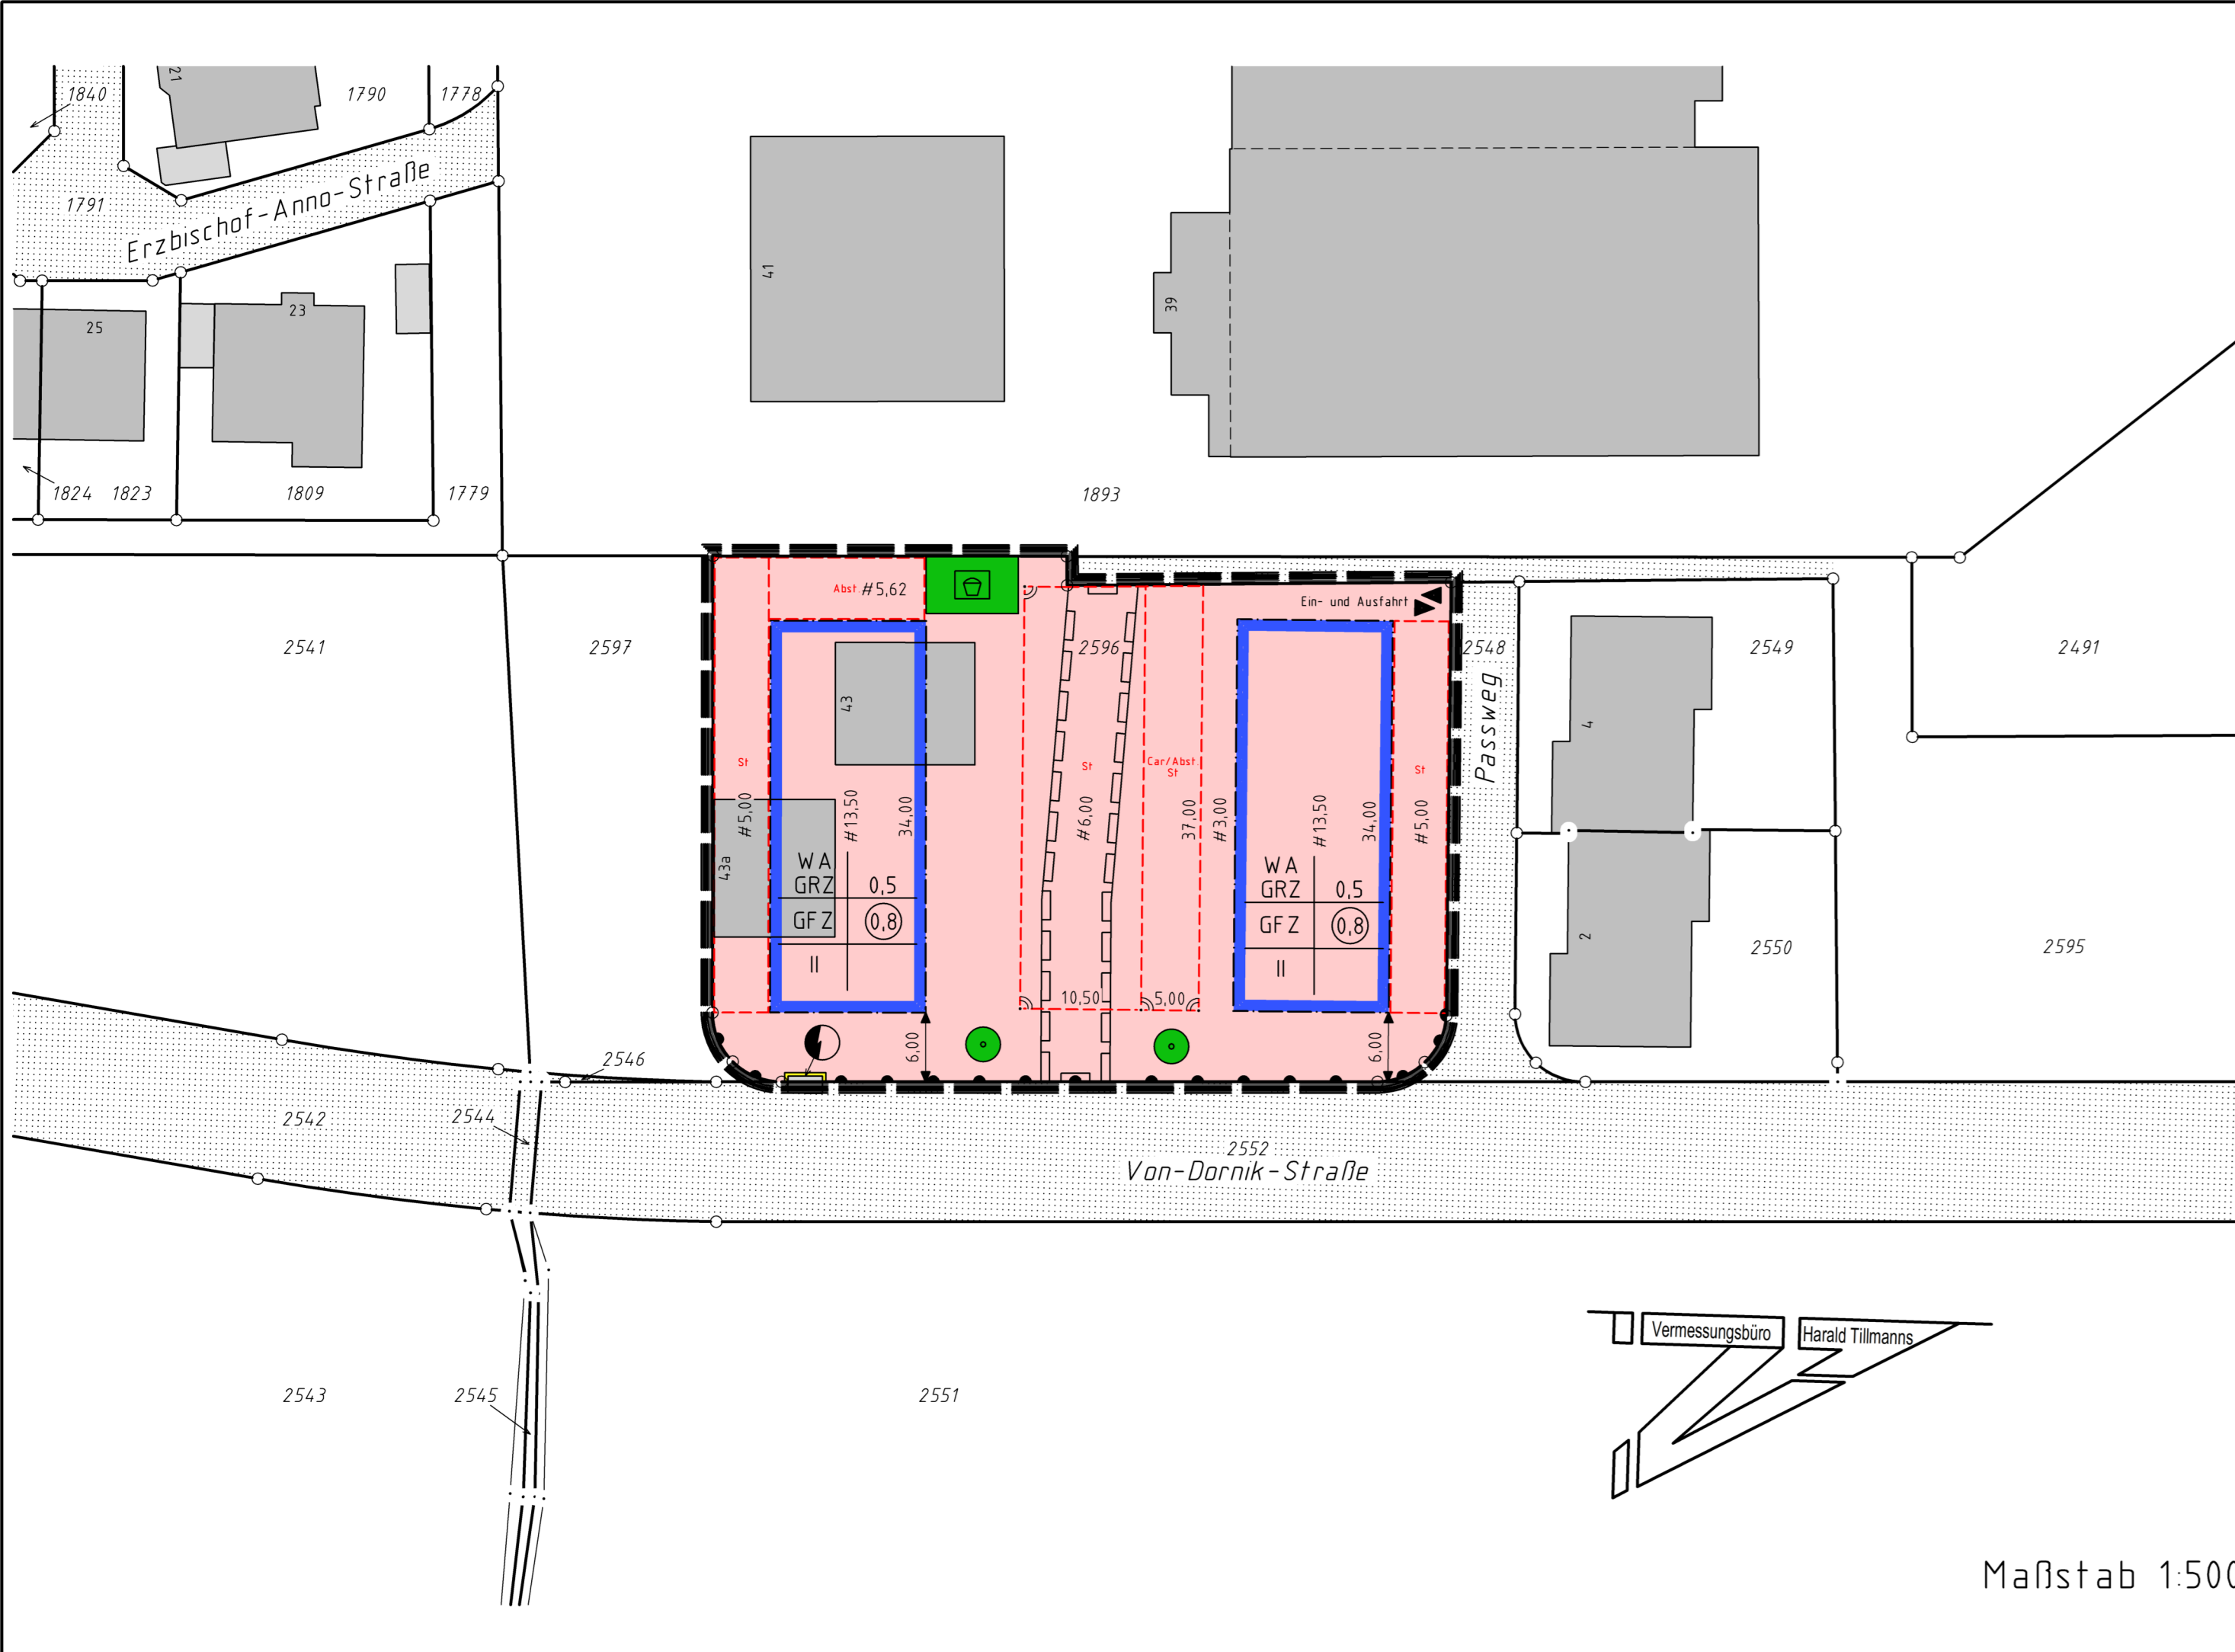 21
1840
1790
1778
1791
Erzbischof-Anno-Straße
41
39
25
23
1824
1823
1809
1779
1893
Abst. #5,62
Ein- und Ausfahrt
2541
2597
2596
2548
2549
2491
Passweg
43
4
St
St
Car/Abst.
St
St
#5,00
#13,50
34,00
#6,00
37,00
#3,00
#13,50
34,00
#5,00
43a
WA
GRZ 0,5
GFZ 0,8
II
WA
GRZ 0,5
GFZ 0,8
II
2
2550
2595
10,50
5,00
6,00
6,00
2546
2542
2544
2552
Von-Dornik-Straße
Vermessungsbüro Harald Tillmanns
2543
2545
2551
Maßstab 1:500